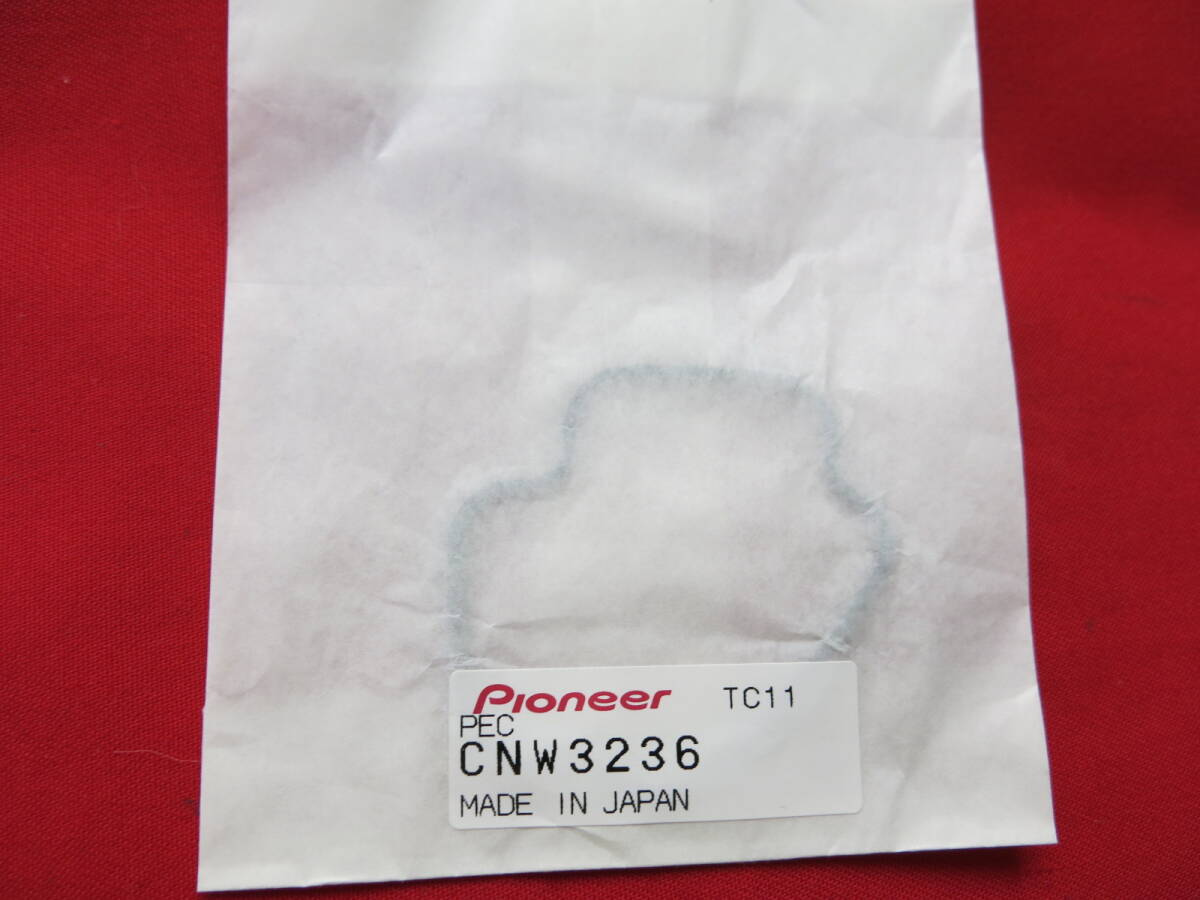 Pioneer TC11
PEC
CNW3236
MADE IN JAPAN